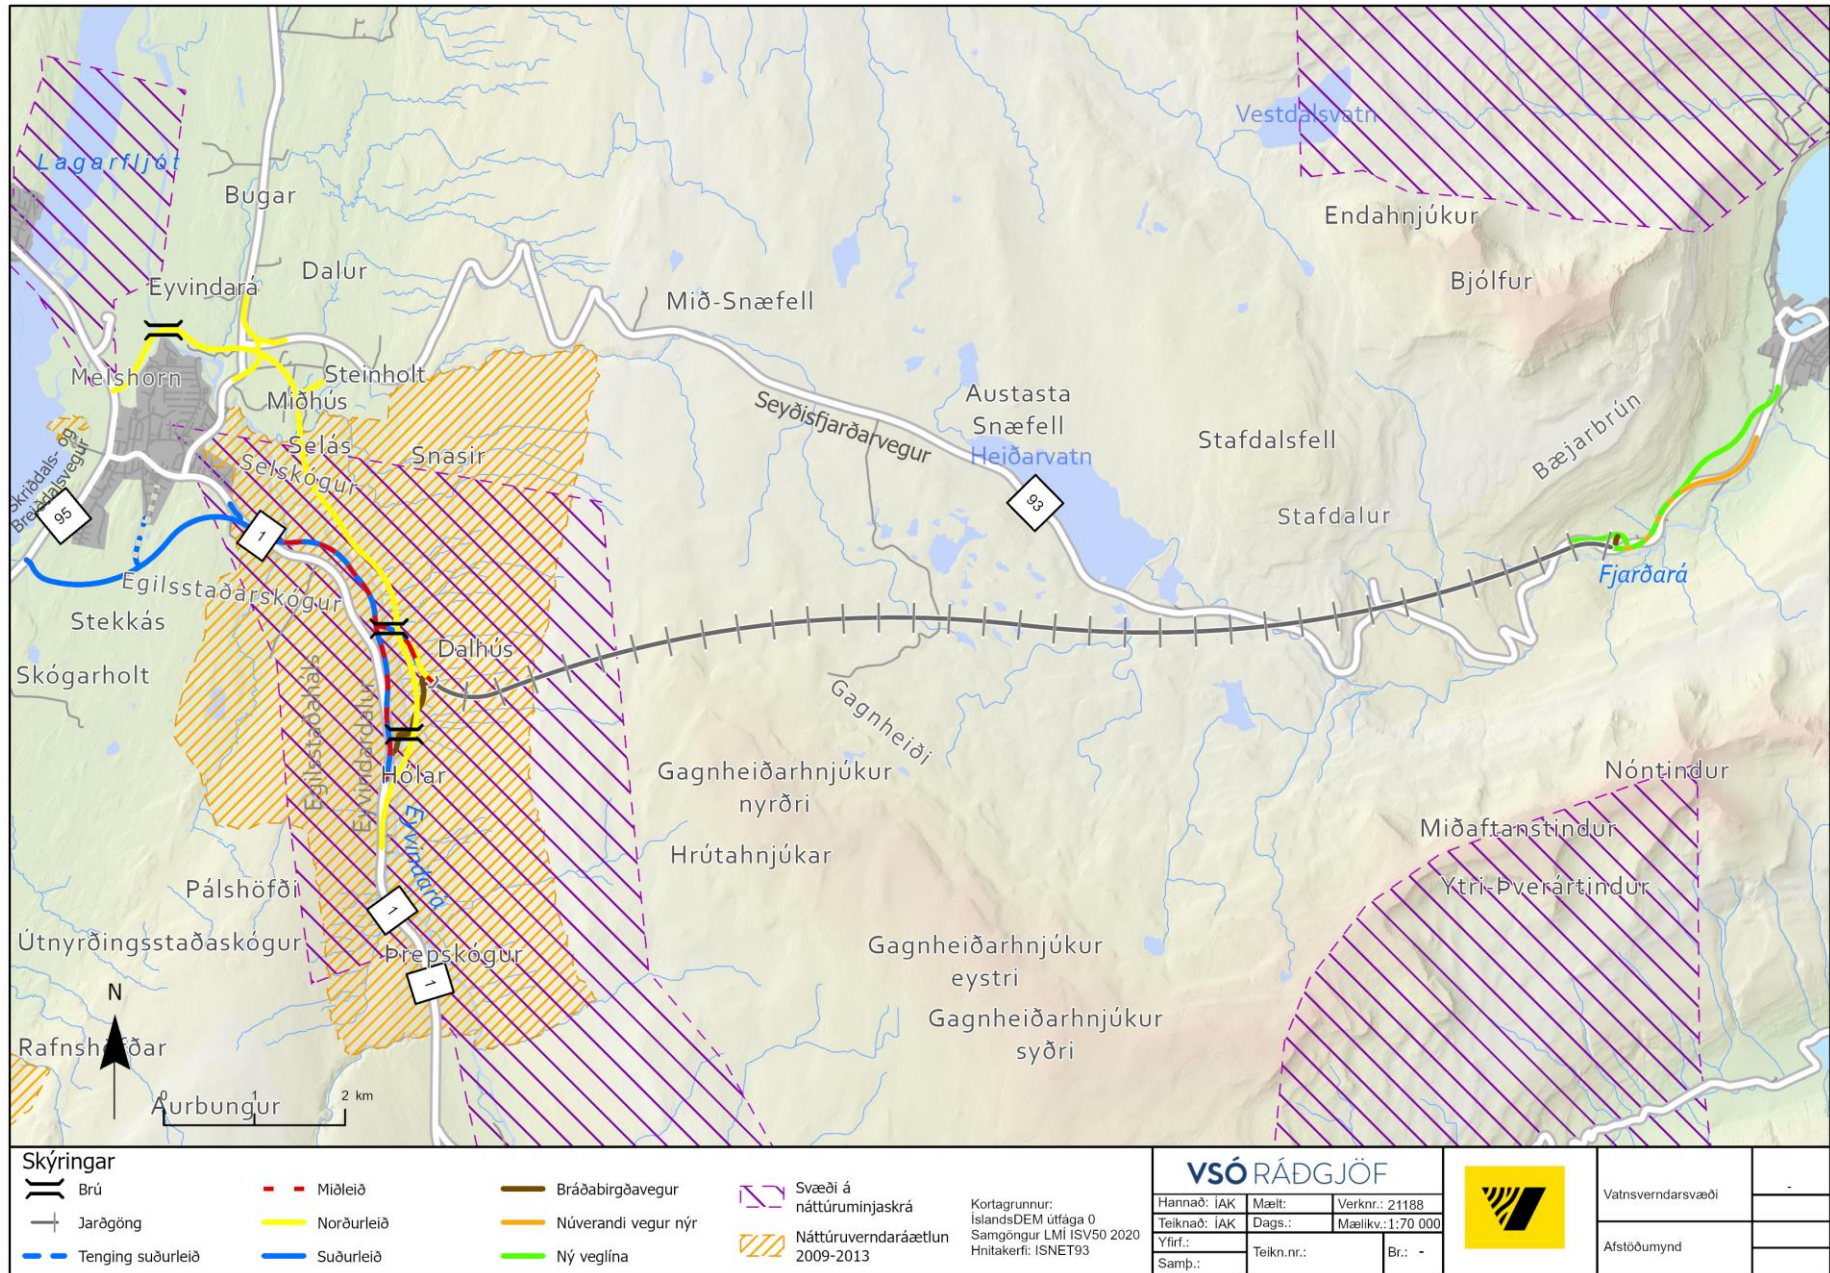 Vestdalsvatn
Lagarfljót
Bugar
Endahnjúkur
Dalur
Bjólfur
Eyvindará
Mið-Snæfell
Melshorn
Steinholt
Miðhús
Austasta
Snæfell
Heiðarvatn
Seyðisfjarðarvegur
Stafdalsfell
Bæjarbrún
Skriðdals- og
Breiðdalsvegur
Selás
Selskógur
Snasir
95
1
93
Stafdalur
Fjarðará
Egilsstaðarskógur
Stekkás
Skógarholt
Dalhús
Egilsstaðaháls
Eyvindardalur
Gagnheiði
Hólar
Eyvindará
Gagnheiðarhnjúkur
nyrðri
Nóntindur
Miðaftanstindur
Hrútahnjúkar
Ytri-Þverártindur
Pálshöfði
1
Útnyrðingsstaðaskógur
Þrepskógur
Gagnheiðarhnjúkur
eystri
1
N
Gagnheiðarhnjúkur
syðri
Rafnshöfðar
0 1 2 km
Aurbungur
Skýringar
Brú
Jarðgöng
Tenging suðurleið
Miðleið
Norðurleið
Suðurleið
Bráðabirgðavegur
Núverandi vegur nýr
Ný veglína
Svæði á
náttúruminjaskrá
Náttúruverndaráætlun
2009-2013
Kortagrunnur:
ÍslandsDEM útfága 0
Samgöngur LMÍ ISV50 2020
Hnitakerfi: ISNET93
VSÓ RÁÐGJÖF
Hannað: ÍAK Mælt: Verknr.: 21188
Teiknað: ÍAK Dags.: Mælikv.:1:70 000
Yfirf.: Teikn.nr.: Br.: -
Samþ.:
Vatnsverndarsvæði -
Afstöðumynd